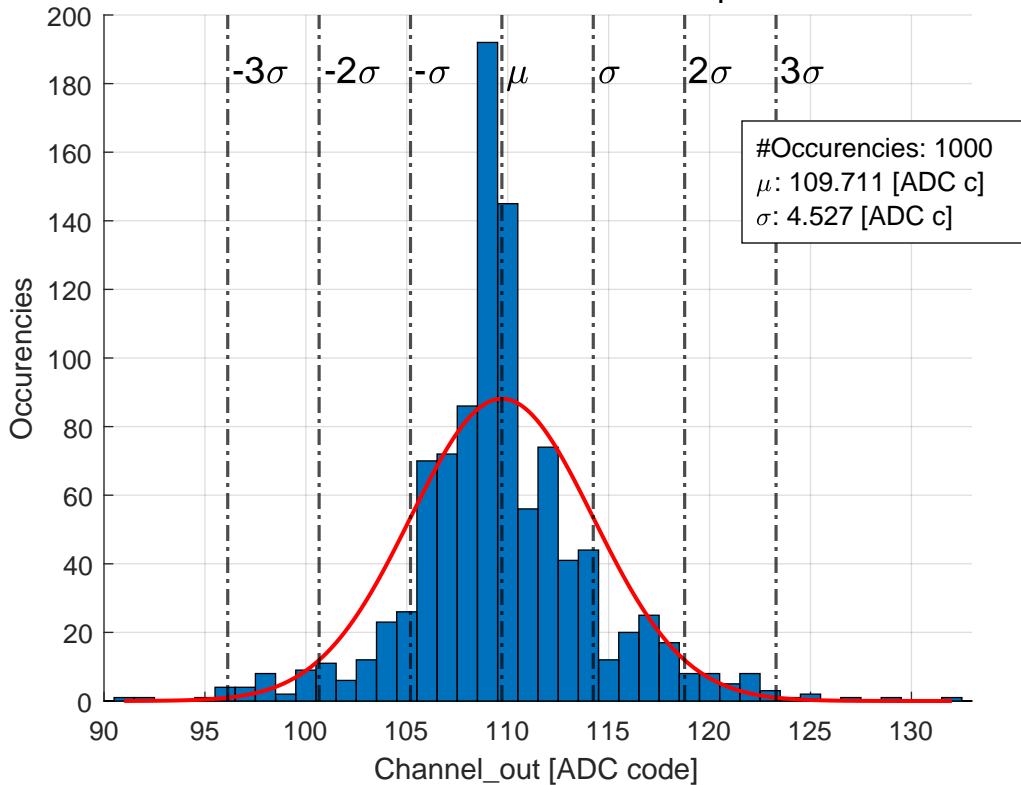 -3σ -2σ -σ μ σ 2σ 3σ
#Occurencies: 1000
μ: 109.711 [ADC c]
σ: 4.527 [ADC c]
200
180
160
140
120
100
80
60
40
20
0
Occurencies
90 95 100 105 110 115 120 125 130
Channel_out [ADC code]